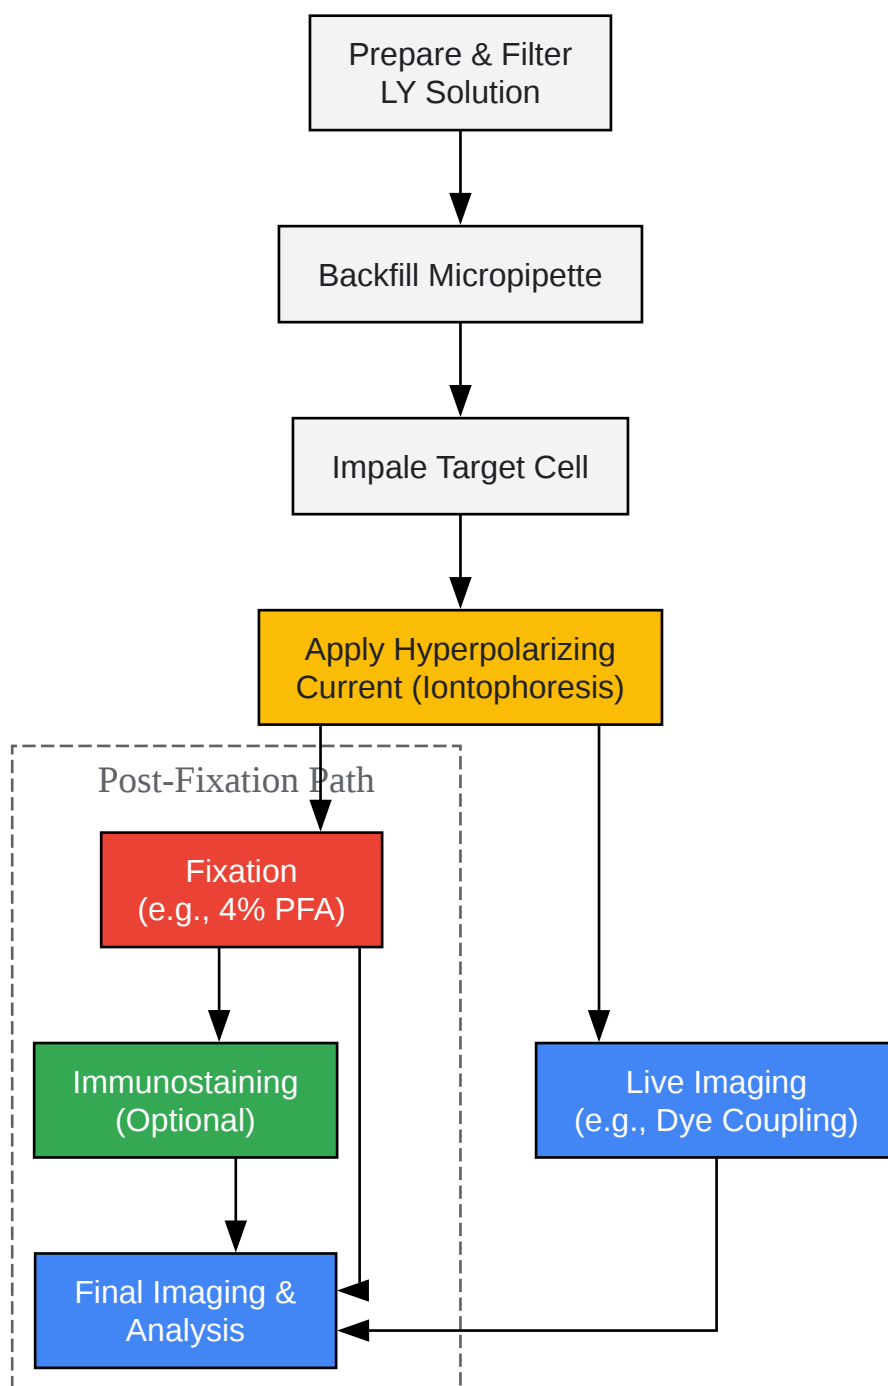 Prepare & Filter
LY Solution
Backfill Micropipette
Impale Target Cell
Apply Hyperpolarizing
Current (Iontophoresis)
Post-Fixation Path
Fixation
(e.g., 4% PFA)
Immunostaining
(Optional)
Live Imaging
(e.g., Dye Coupling)
Final Imaging &
Analysis